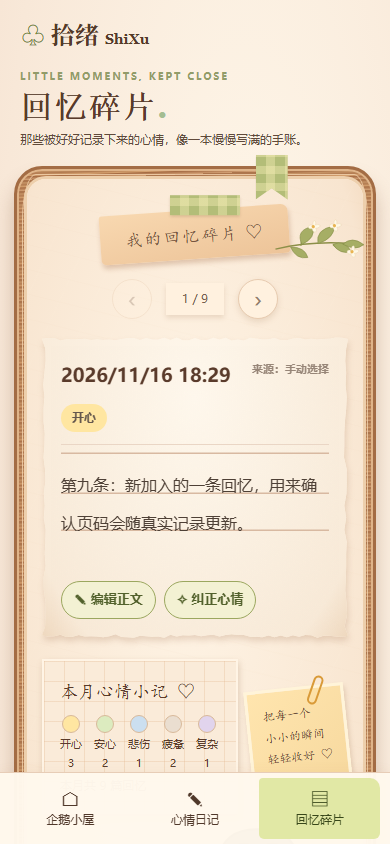 拾绪 ShiXu
LITTLE MOMENTS, KEPT CLOSE
回忆碎片。
那些被好好记录下来的心情，像一本慢慢写满的手账。
我的回忆碎片 ♡
‹ 1 / 9 ›
2026/11/16 18:29
来源：手动选择
开心
第九条：新加入的一条回忆，用来确
认页码会随真实记录更新。
✎ 编辑正文 ✧ 纠正心情
本月心情小记 ♡
开心 安心 悲伤 疲惫 复杂
3 2 1 2 1
把每一个
小小的瞬间
轻轻收好 ♡
企鹅小屋 心情日记 回忆碎片